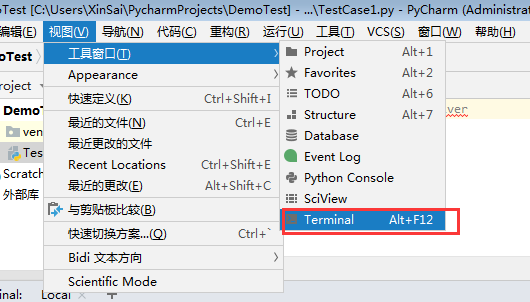 oTest [C:\Users\XinSai\PycharmProjects\DemoTest] - ...\TestCase1.py - PyCharm (Administra
编辑(E) 视图(V) 导航(N) 代码(C) 重构(R) 运行(U) 工具(T) VCS(S) 窗口(W) 帮助(H)
工具窗口(T)
Project Alt+1
moTest
Appearance
Favorites Alt+2
roject
快速定义(K) Ctrl+Shift+I
TODO Alt+6
DemoT
最近的文件(N) Ctrl+E
Structure Alt+7
ver
ven
最近更改的文件
Database
Tes
Recent Locations Ctrl+Shift+E
Event Log
Scratch
最近的更改(E) Alt+Shift+C
Python Console
外部库
与剪贴板比较(B)
SciView
快速切换方案...(Q) Ctrl+`
Terminal Alt+F12
Bidi 文本方向
Scientific Mode
inal: Local